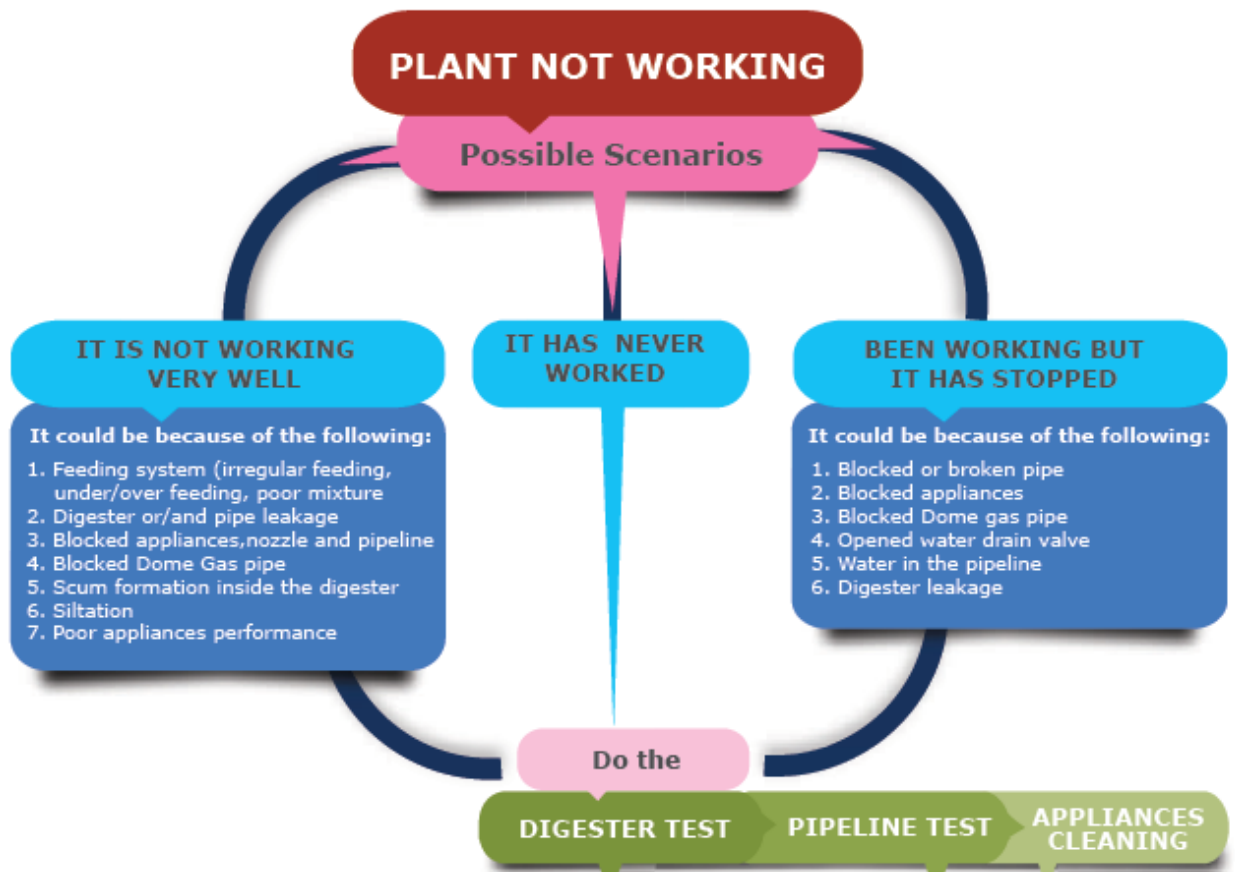 PLANT NOT WORKING
Possible Scenarios
IT IS NOT WORKING
VERY WELL
It could be because of the following:
1. Feeding system (irregular feeding,
under/over feeding, poor mixture
2. Digester or/and pipe leakage
3. Blocked appliances,nozzle and pipeline
4. Blocked Dome Gas pipe
5. Scum formation inside the digester
6. Siltation
7. Poor appliances performance
IT HAS NEVER
WORKED
BEEN WORKING BUT
IT HAS STOPPED
It could be because of the following:
1. Blocked or broken pipe
2. Blocked appliances
3. Blocked Dome gas pipe
4. Opened water drain valve
5. Water in the pipeline
6. Digester leakage
Do the
DIGESTER TEST
PIPELINE TEST
APPLIANCES
CLEANING